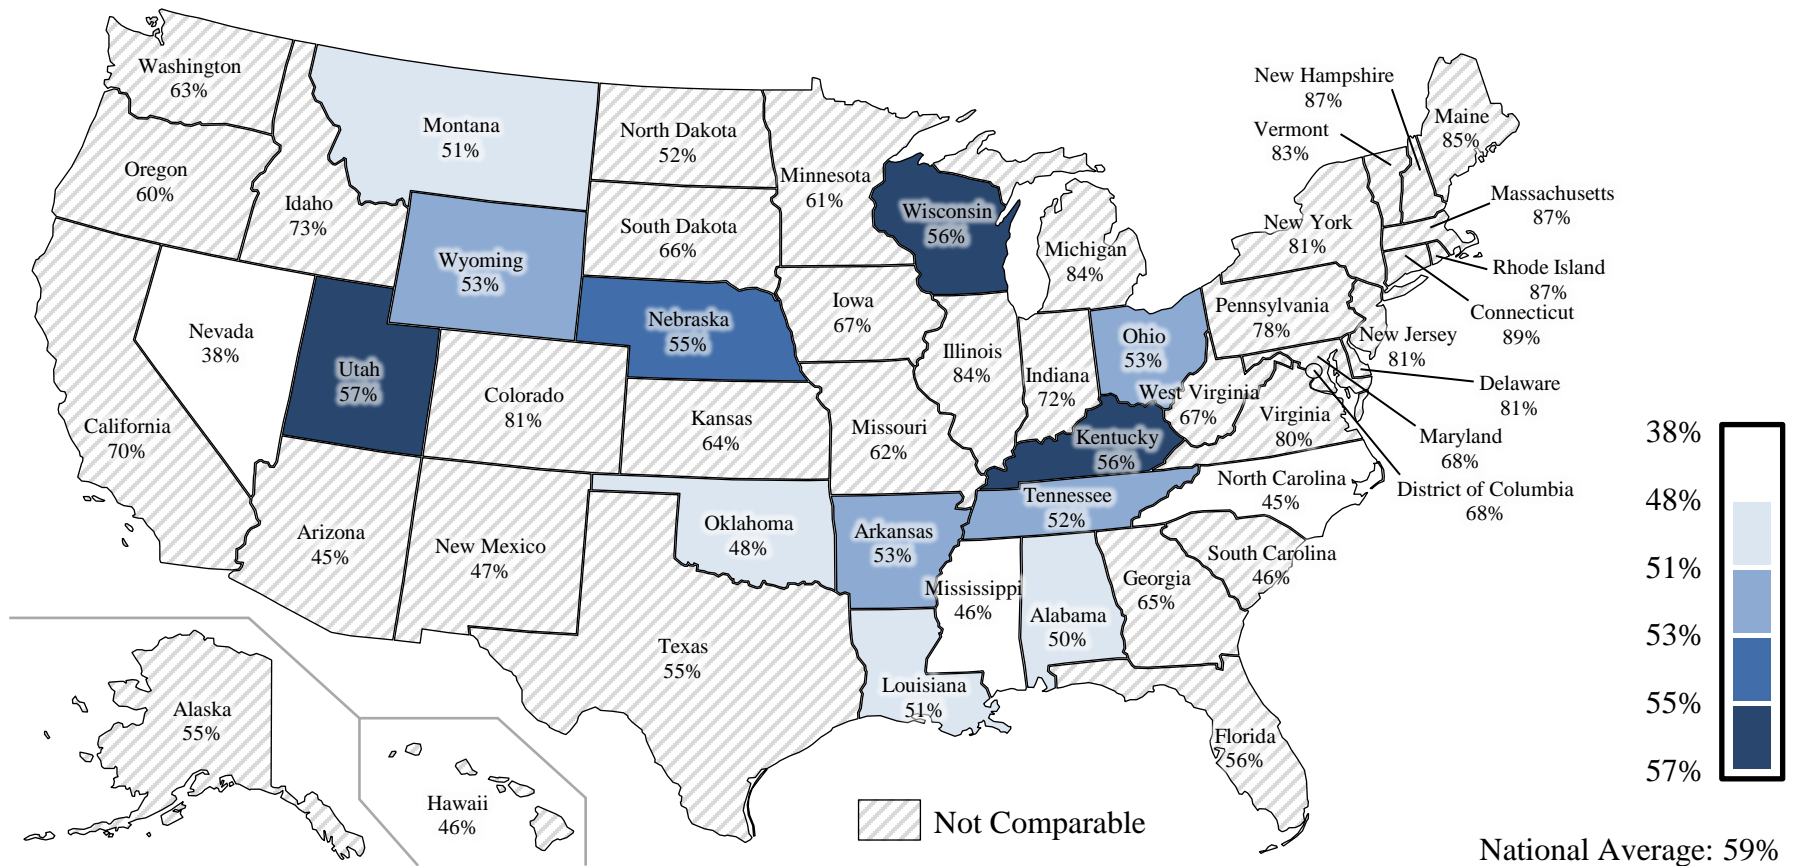 Washington
63%
Oregon
60%
California
70%
Nevada
38%
Idaho
73%
Montana
51%
Wyoming
53%
Utah
57%
Colorado
81%
Arizona
45%
New Mexico
47%
North Dakota
52%
South Dakota
66%
Nebraska
55%
Kansas
64%
Oklahoma
48%
Texas
55%
Minnesota
61%
Iowa
67%
Missouri
62%
Arkansas
53%
Louisiana
51%
Wisconsin
56%
Illinois
84%
Michigan
84%
Indiana
72%
Ohio
53%
Kentucky
56%
Tennessee
52%
Mississippi
46%
Alabama
50%
Georgia
65%
Florida
56%
South Carolina
46%
North Carolina
45%
Virginia
80%
West Virginia
67%
Pennsylvania
78%
New York
81%
New Hampshire
87%
Vermont
83%
Maine
85%
Massachusetts
87%
Rhode Island
87%
Connecticut
89%
New Jersey
81%
Delaware
81%
Maryland
68%
District of Columbia
68%
Alaska
55%
Hawaii
46%
Not Comparable
38%
48%
51%
53%
55%
57%
National Average: 59%